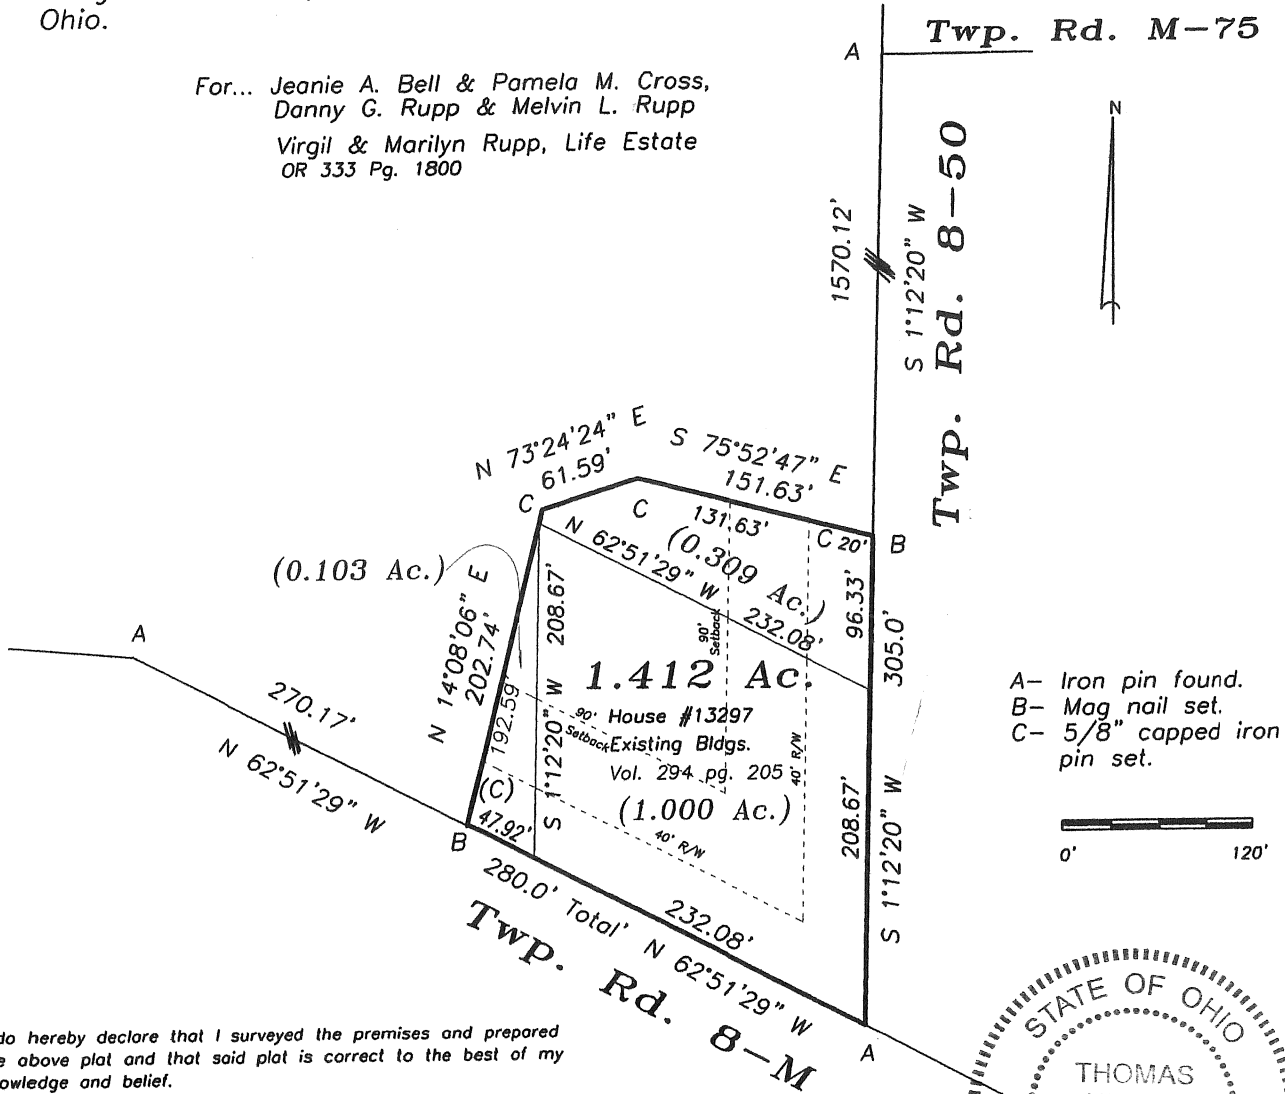 Ohio.
For... Jeanie A. Bell & Pamela M. Cross,
Danny G. Rupp & Melvin L. Rupp
Virgil & Marilyn Rupp, Life Estate
OR 333 Pg. 1800
A
Twp. Rd. M-75
N
1570.12'
S 1°12'20" W
Twp. Rd. 8-50
N 73°24'24" E
61.59'
S 75°52'47" E
151.63'
C
C
131.63'
C 20'
B
N 62°51'29" W
232.08'
(0.309 Ac.)
(0.103 Ac.)
N 14°08'06" E
202.74'
192.59'
208.67'
S 1°12'20" W
96.33'
305.0'
90'
Setback
1.412 Ac.
90'
Setback
House #13297
Existing Bldgs.
Vol. 294 pg. 205
40' R/W
(1.000 Ac.)
40' R/W
208.67'
S 1°12'20" W
A
270.17'
N 62°51'29" W
(C)
47.92'
B
280.0' Total'
232.08'
N 62°51'29" W
Twp. Rd. 8-M
A
A- Iron pin found.
B- Mag nail set.
C- 5/8" capped iron
pin set.
0'
120'
do hereby declare that I surveyed the premises and prepared
above plat and that said plat is correct to the best of my
owledge and belief.
STATE OF OHIO
THOMAS